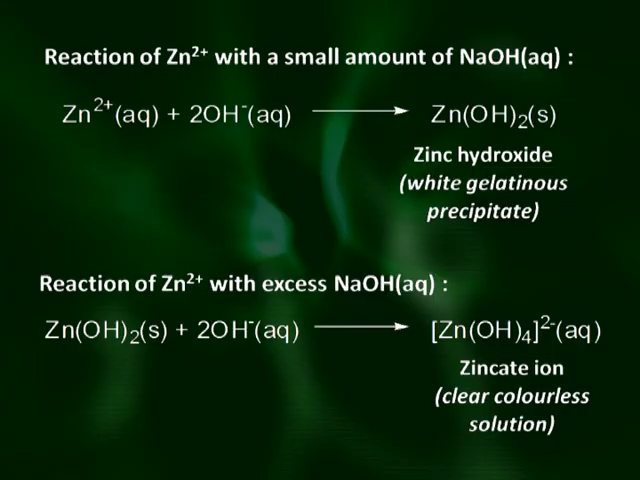 Reaction of Zn²⁺ with a small amount of NaOH(aq) :
Zn²⁺(aq) + 2OH⁻(aq) ⟶ Zn(OH)₂(s)
Zinc hydroxide
(white gelatinous
precipitate)
Reaction of Zn²⁺ with excess NaOH(aq) :
Zn(OH)₂(s) + 2OH⁻(aq) ⟶ [Zn(OH)₄]²⁻(aq)
Zincate ion
(clear colourless
solution)